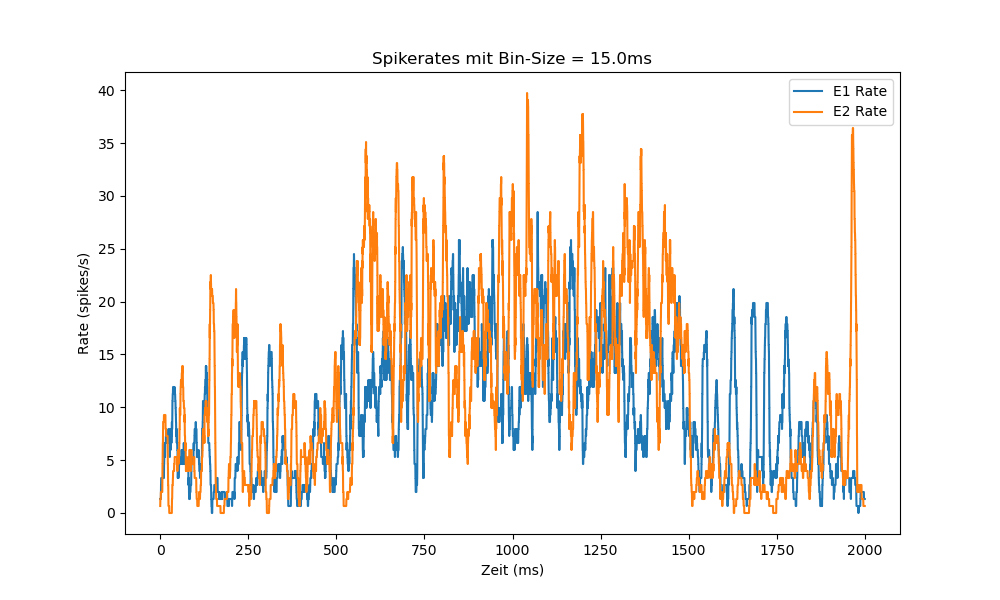 Spikerates mit Bin-Size = 15.0ms
E1 Rate
E2 Rate
40
35
30
25
20
15
10
5
0
Rate (spikes/s)
0 250 500 750 1000 1250 1500 1750 2000
Zeit (ms)